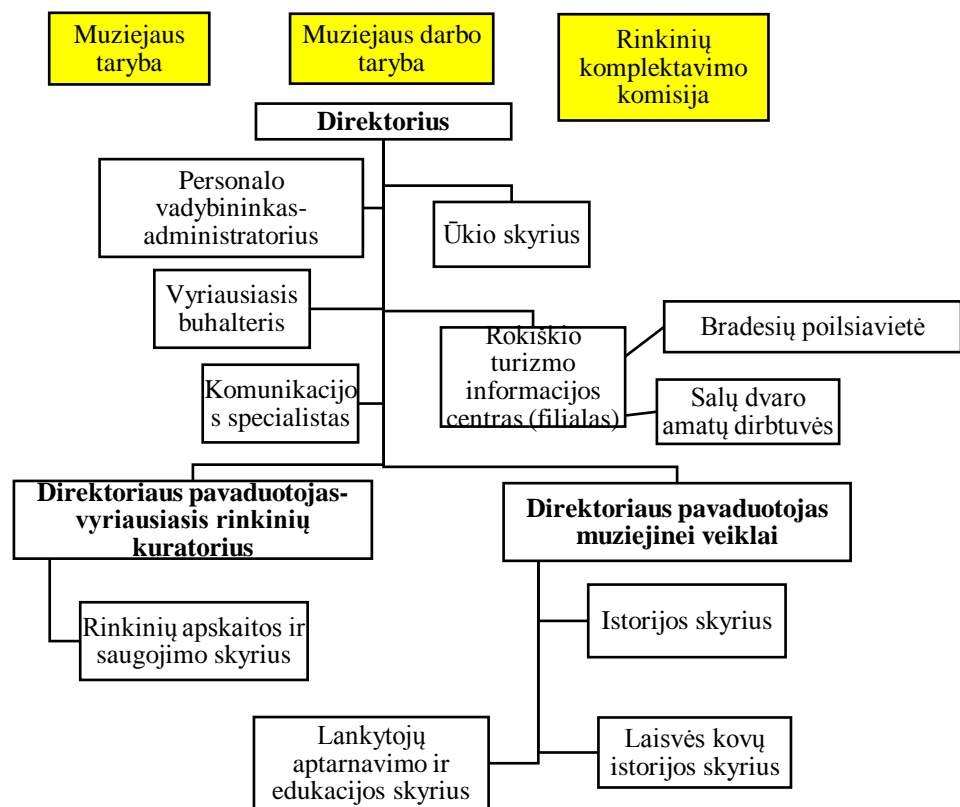 Muziejaus
taryba
Muziejaus darbo
taryba
Rinkinių
komplektavimo
komisija
Direktorius
Personalo
vadybininkas-
administratorius
Ūkio skyrius
Vyriausiasis
buhalteris
Rokiškio
turizmo
informacijos
centras (filialas)
Bradesių poilsiavietė
Komunikacijo
s specialistas
Salų dvaro
amatų dirbtuvės
Direktoriaus pavaduotojas-
vyriausiasis rinkinių
kuratorius
Direktoriaus pavaduotojas
muziejinei veiklai
Rinkinių apskaitos ir
saugojimo skyrius
Istorijos skyrius
Lankytojų
aptarnavimo ir
edukacijos skyrius
Laisvės kovų
istorijos skyrius